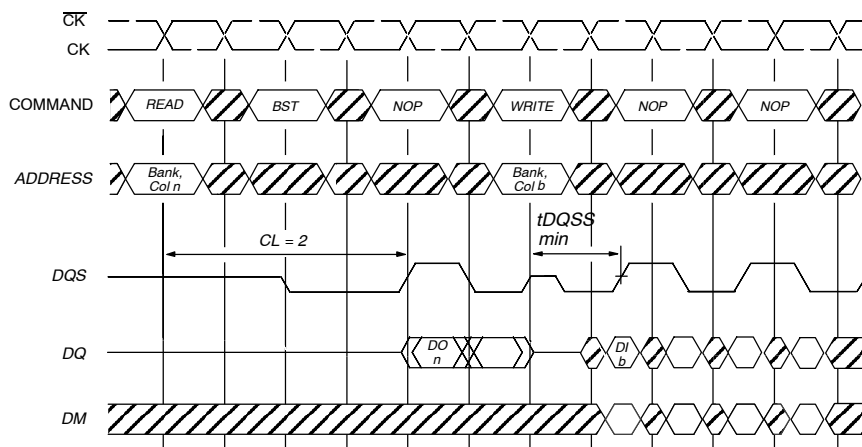 CK
CK
COMMAND READ BST NOP WRITE NOP NOP
ADDRESS Bank, Col n Bank, Col b
tDQSS
min
CL = 2
DQS
DQ DO n DI b
DM